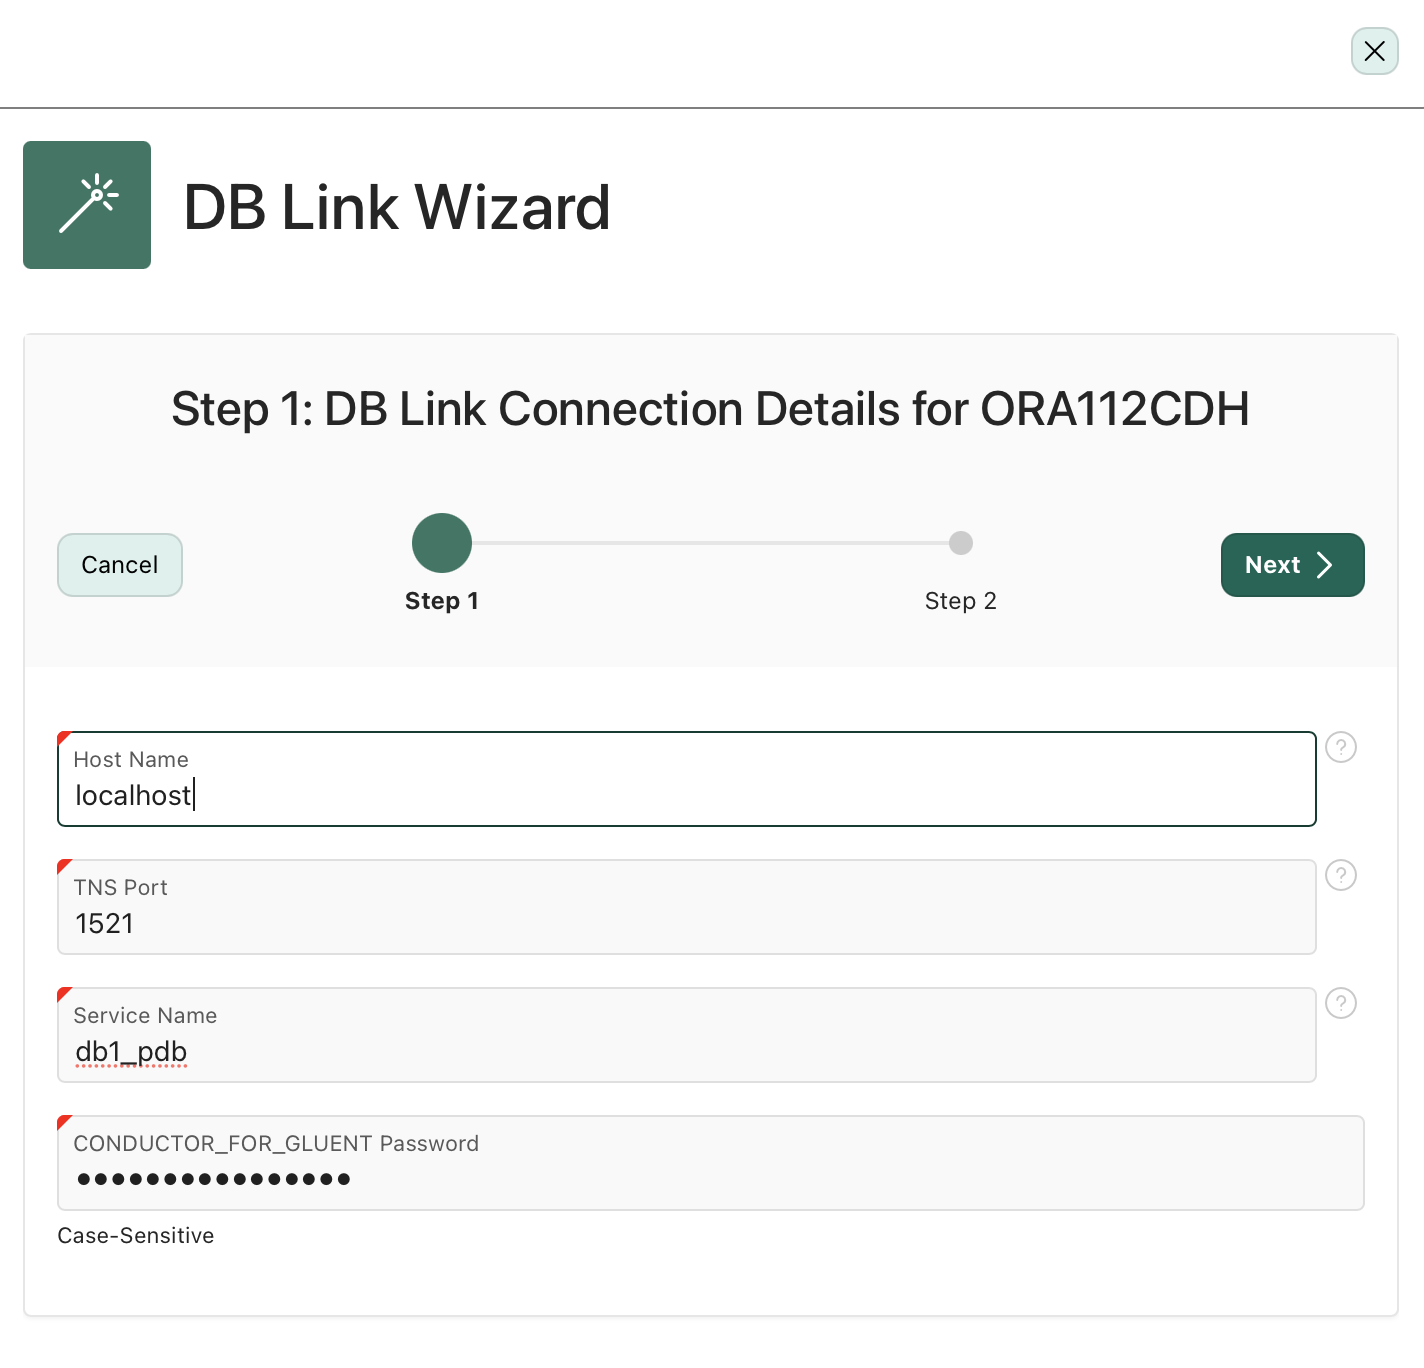 DB Link Wizard
Step 1: DB Link Connection Details for ORA112CDH
Cancel
Step 1
Step 2
Next
Host Name
localhost
?
TNS Port
1521
?
Service Name
db1_pdb
?
CONDUCTOR_FOR_GLUENT Password
••••••••••••••••
Case-Sensitive